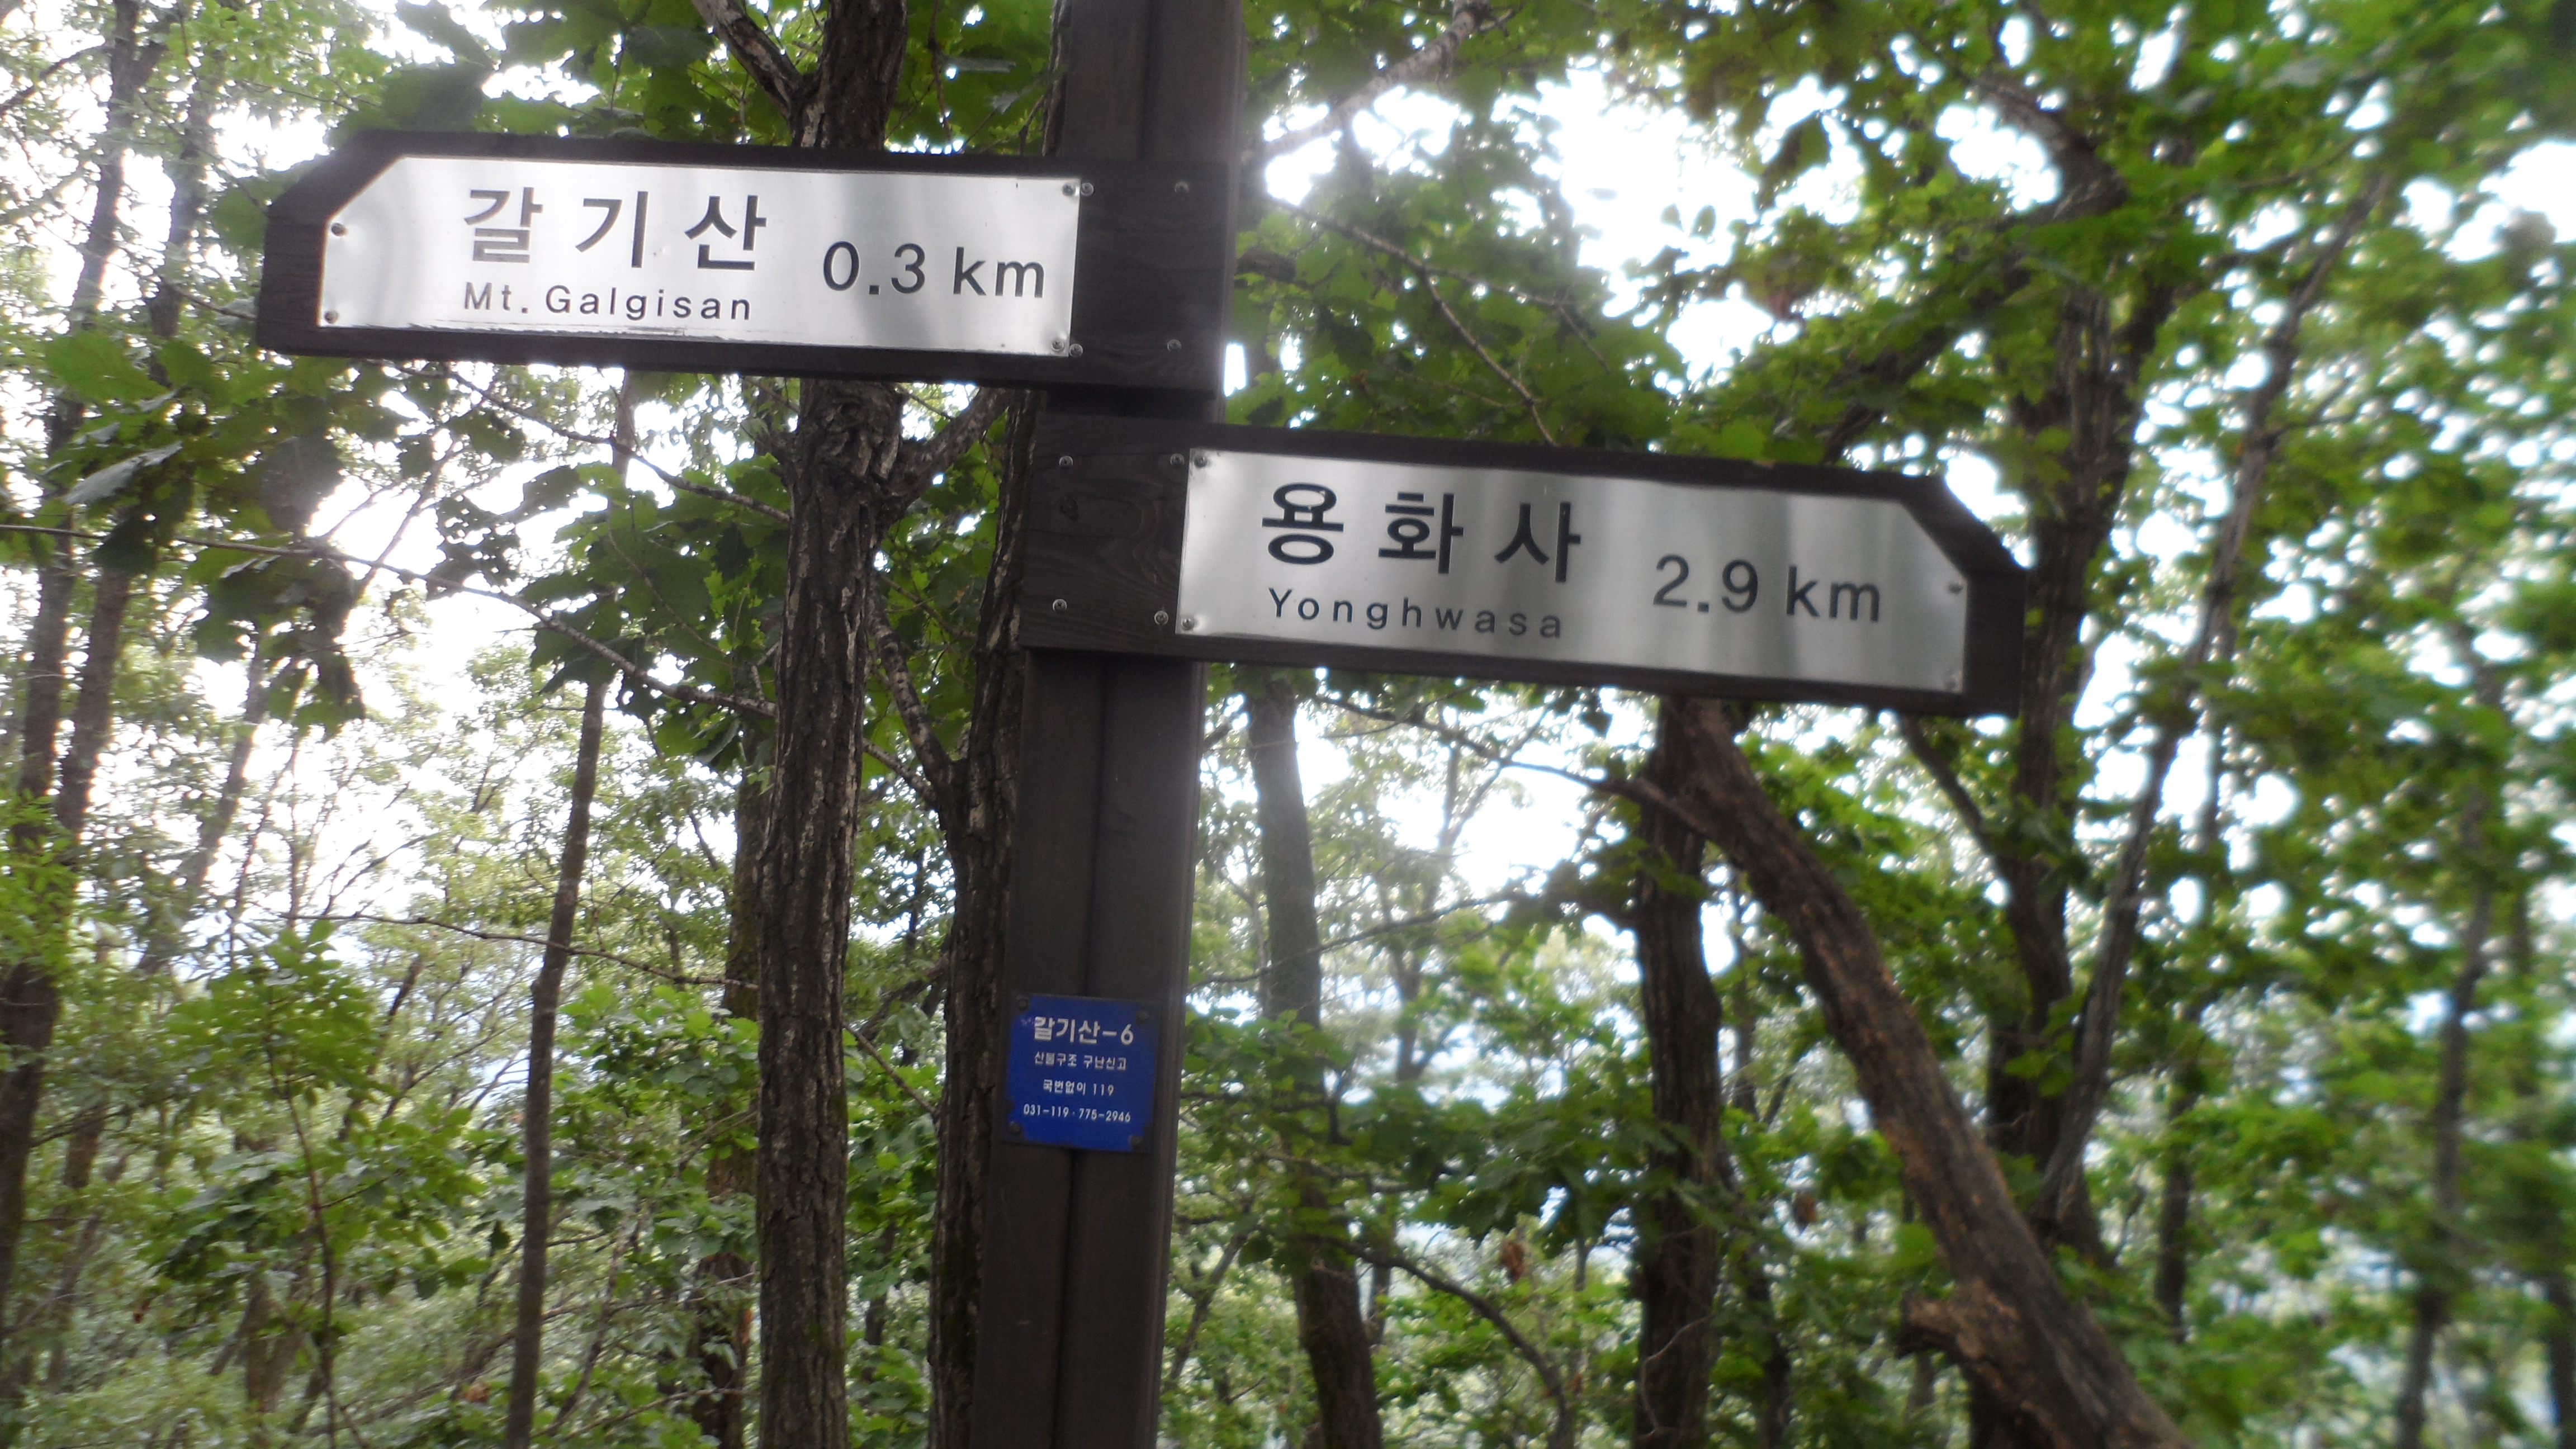 갈기산 0.3 km
Mt. Galgisan
용화사 2.9 km
Yonghwasa
갈기산-6
산불구조 구난신고
국번없이 119
031-119·775-2946